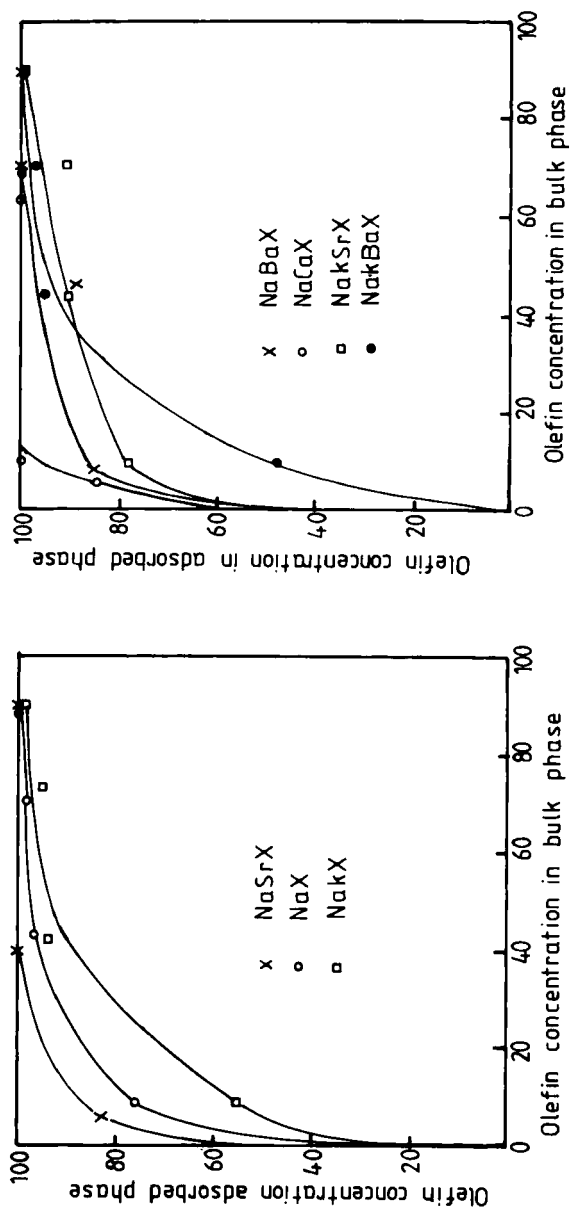 100
80
60
40
20
0
20
40
60
80
100
Olefin concentration adsorbed phase
Olefin concentration in bulk phase
x NaSrX
o NaX
□ NakX
100
80
60
40
20
0
20
40
60
80
100
Olefin concentration in adsorbed phase
Olefin concentration in bulk phase
x NaBaX
o NaCaX
□ NakSrX
● NakBaX